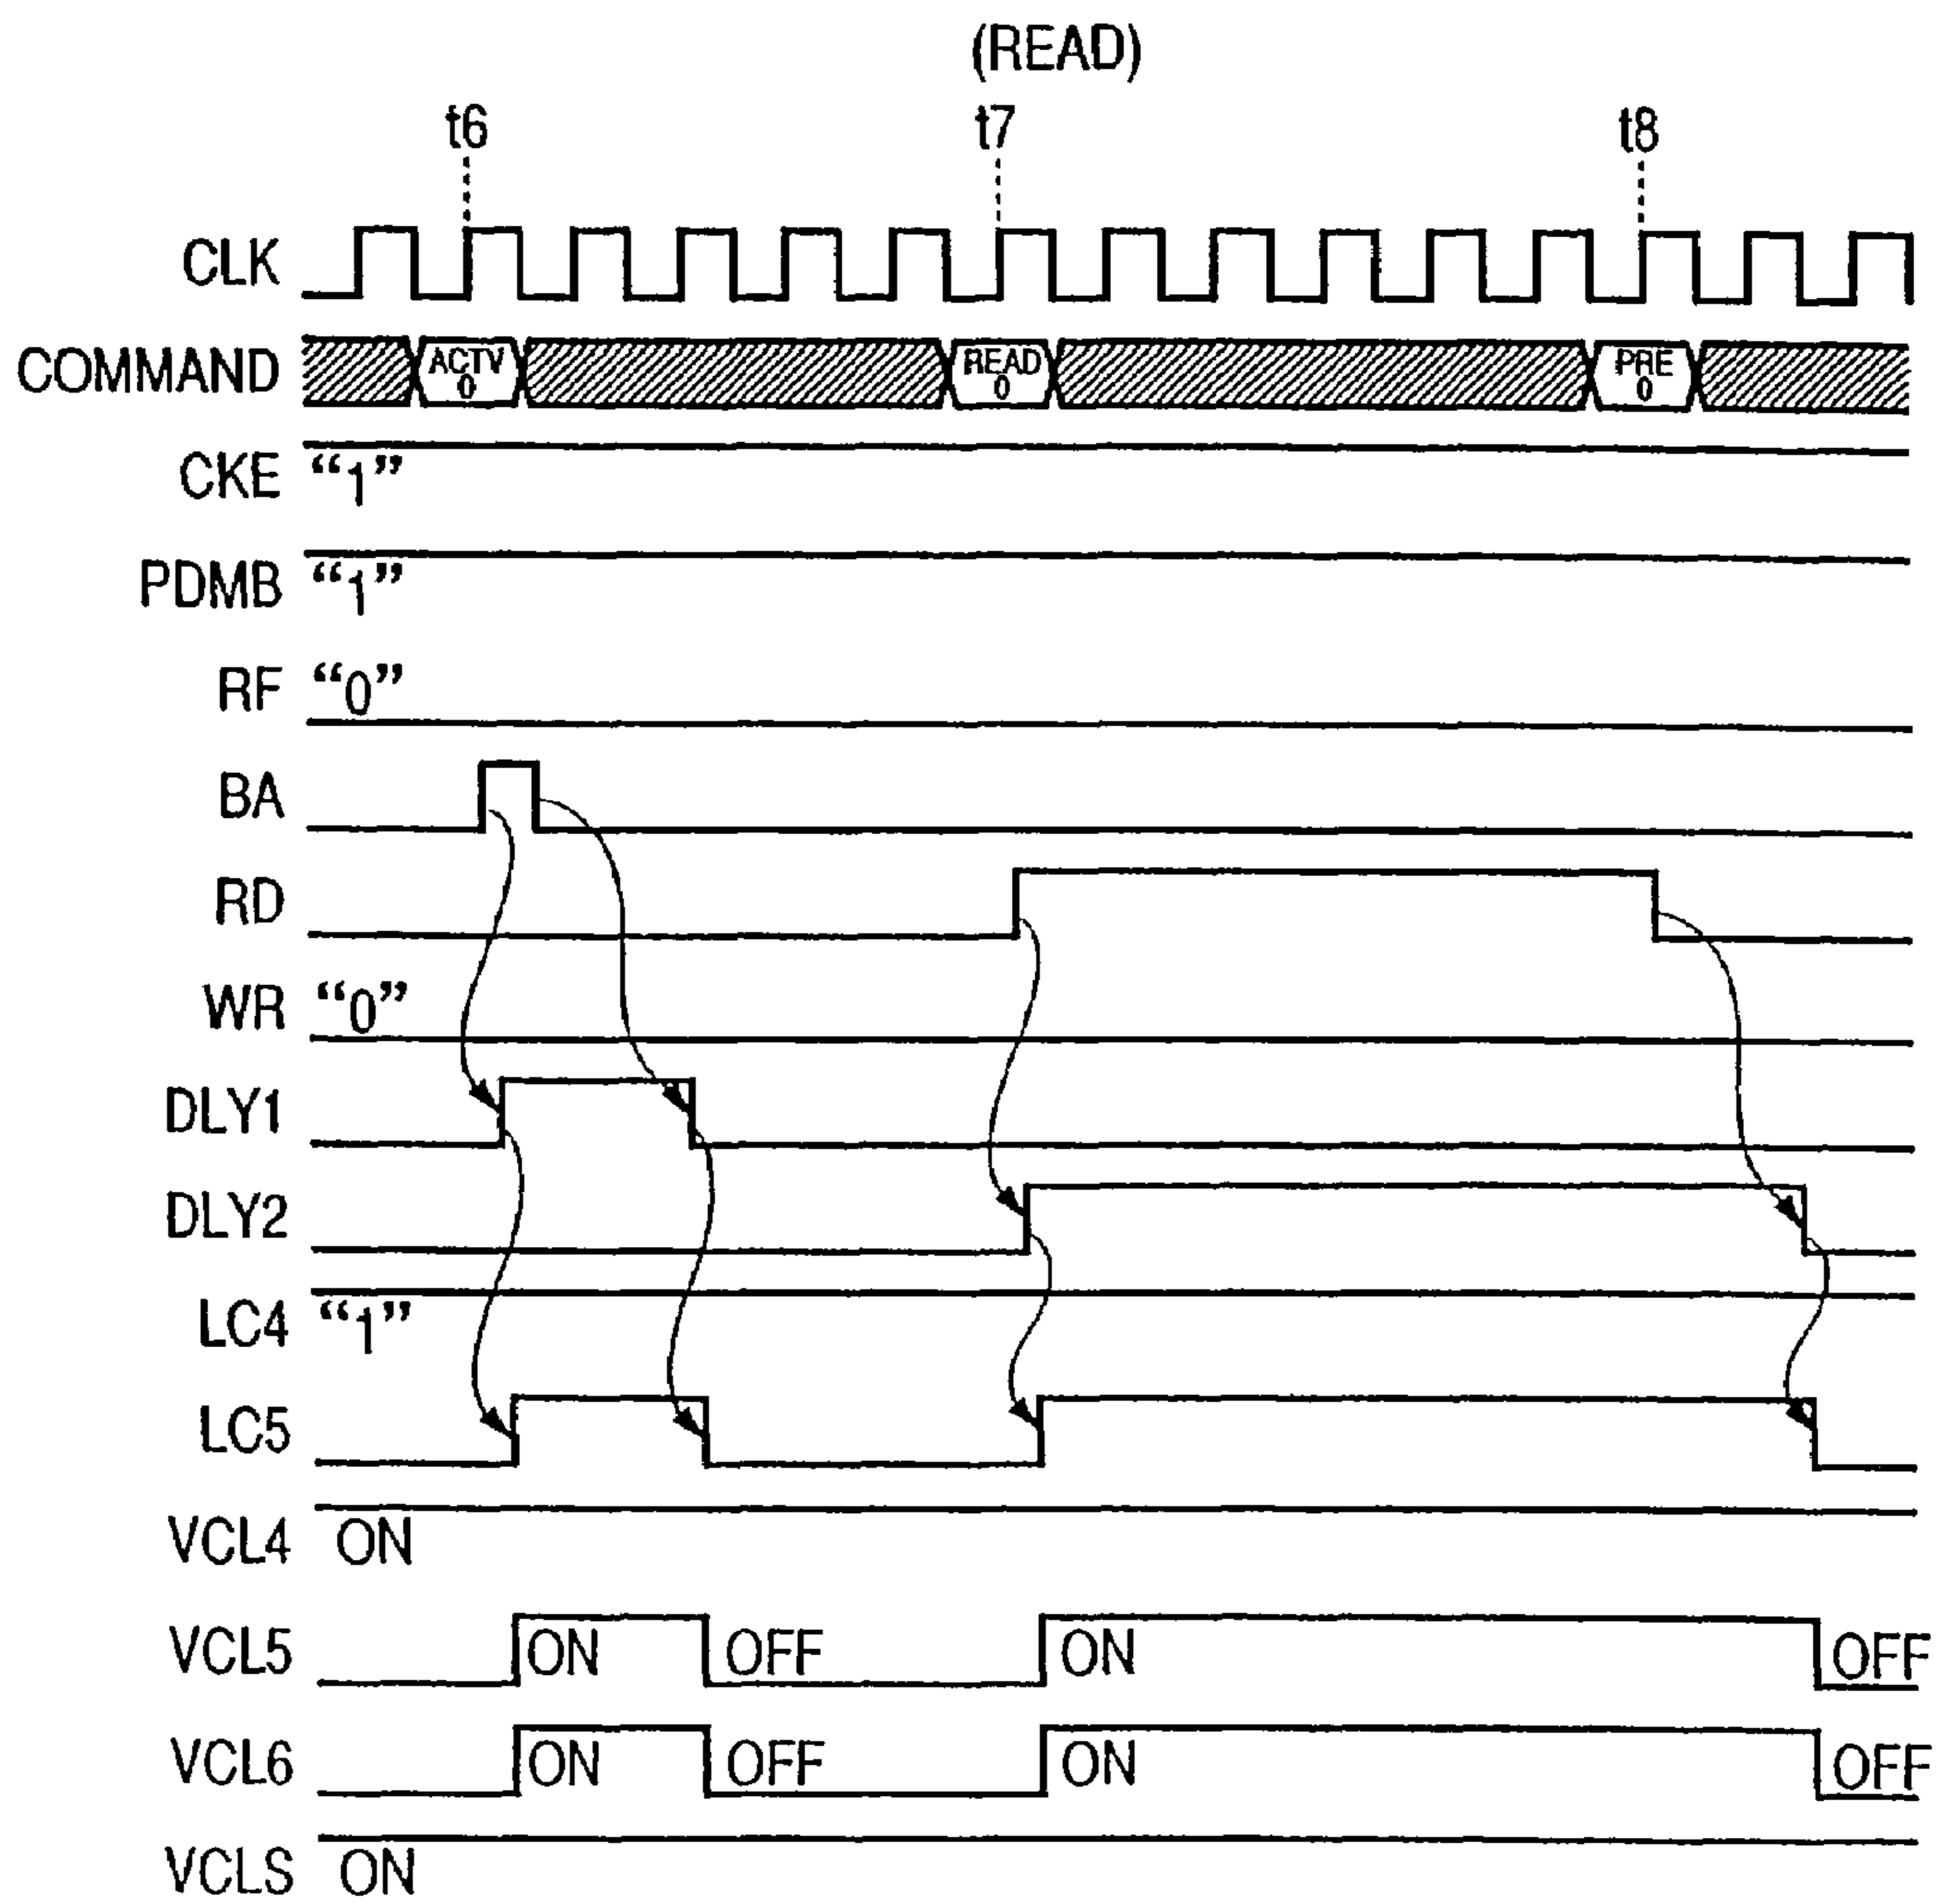 (READ)
t6 t7 t8
CLK
COMMAND ACTV 0 READ 0 PRE 0
CKE “1”
PDMB “1”
RF “0”
BA
RD
WR “0”
DLY1
DLY2
LC4 “1”
LC5
VCL4 ON
VCL5 ON OFF ON OFF
VCL6 ON OFF ON OFF
VCLS ON